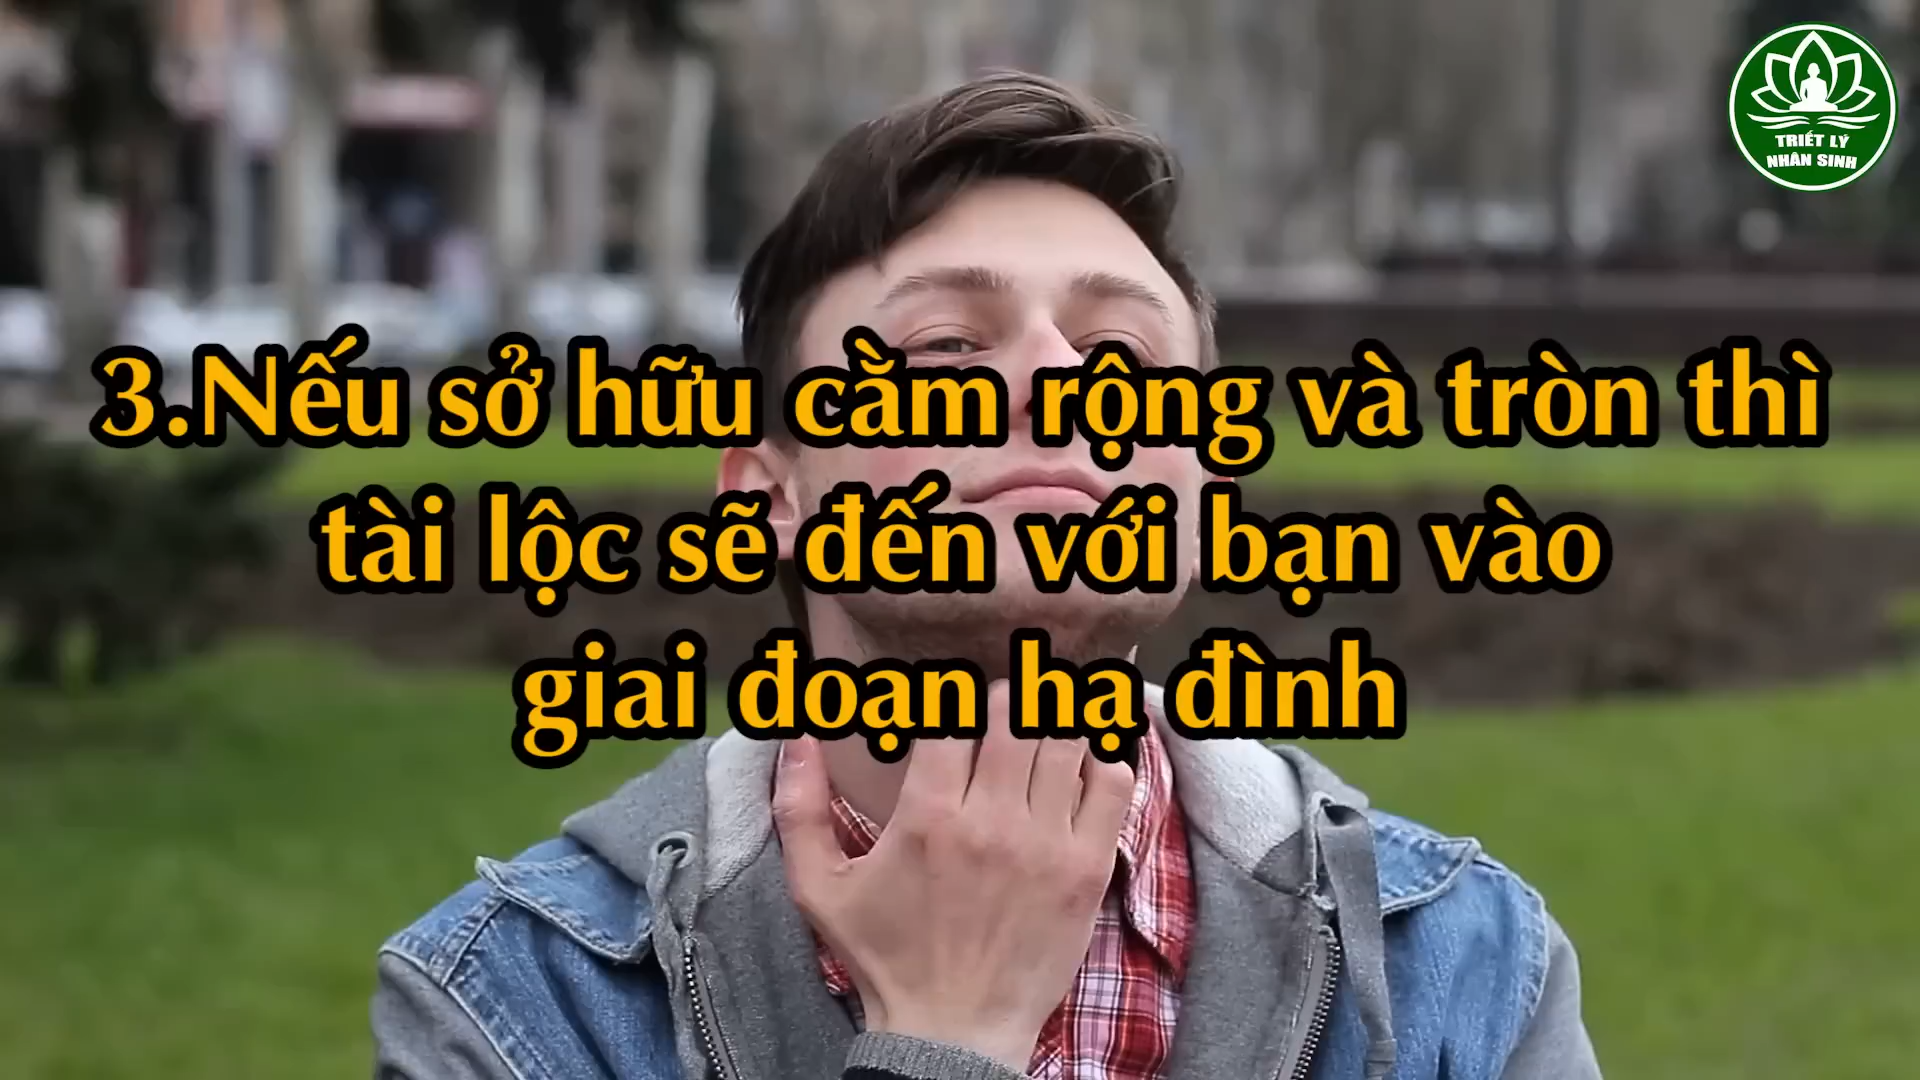 TRIẾT LÝ
NHÂN SINH
3.Nếu sở hữu cằm rộng và tròn thì
tài lộc sẽ đến với bạn vào
giai đoạn hạ đình